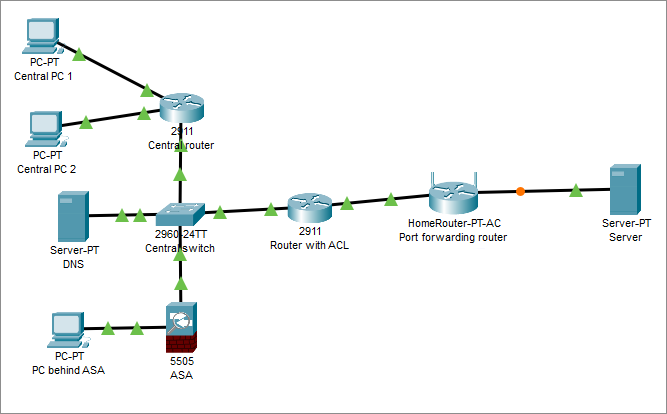 PC-PT
Central PC 1
2911
Central router
PC-PT
Central PC 2
Server-PT
DNS
2960-24TT
Central switch
2911
Router with ACL
HomeRouter-PT-AC
Port forwarding router
Server-PT
Server
PC-PT
PC behind ASA
5505
ASA